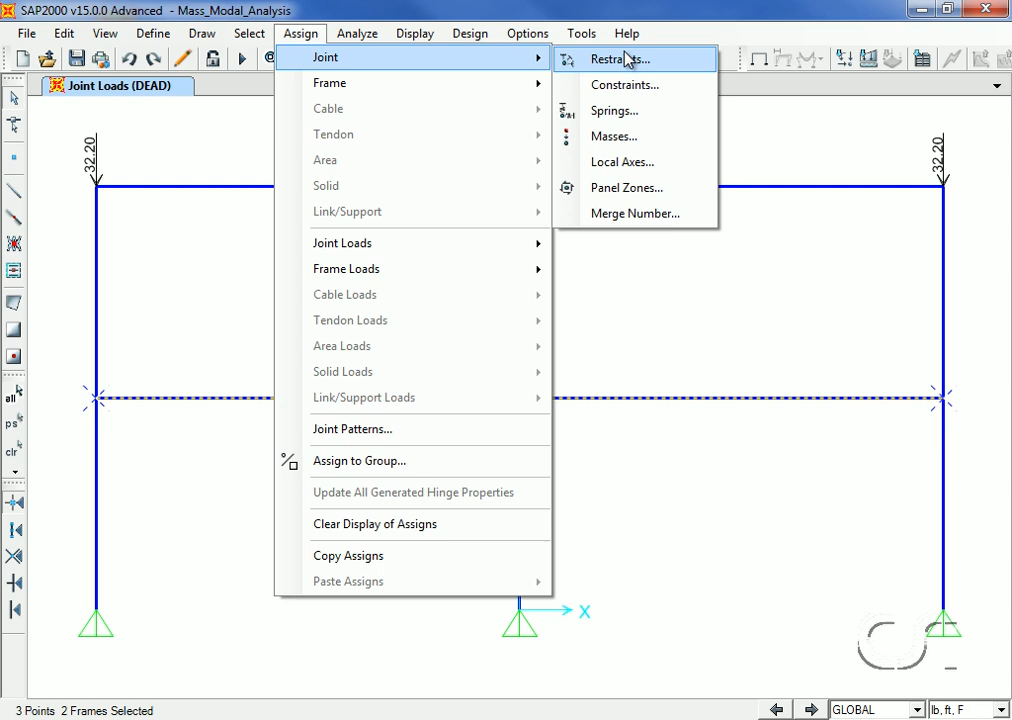 SAP2000 v15.0.0 Advanced - Mass_Modal_Analysis
File Edit View Define Draw Select Assign Analyze Display Design Options Tools Help
Joint Loads (DEAD)
Joint
Frame
Cable
Tendon
Area
Solid
Link/Support
Joint Loads
Frame Loads
Cable Loads
Tendon Loads
Area Loads
Solid Loads
Link/Support Loads
Joint Patterns...
Assign to Group...
Update All Generated Hinge Properties
Clear Display of Assigns
Copy Assigns
Paste Assigns
Constraints...
Springs...
Masses...
Local Axes...
Panel Zones...
Merge Number...
32.20
32.20
all
ps
clr
X
3 Points 2 Frames Selected
GLOBAL
lb, ft, F